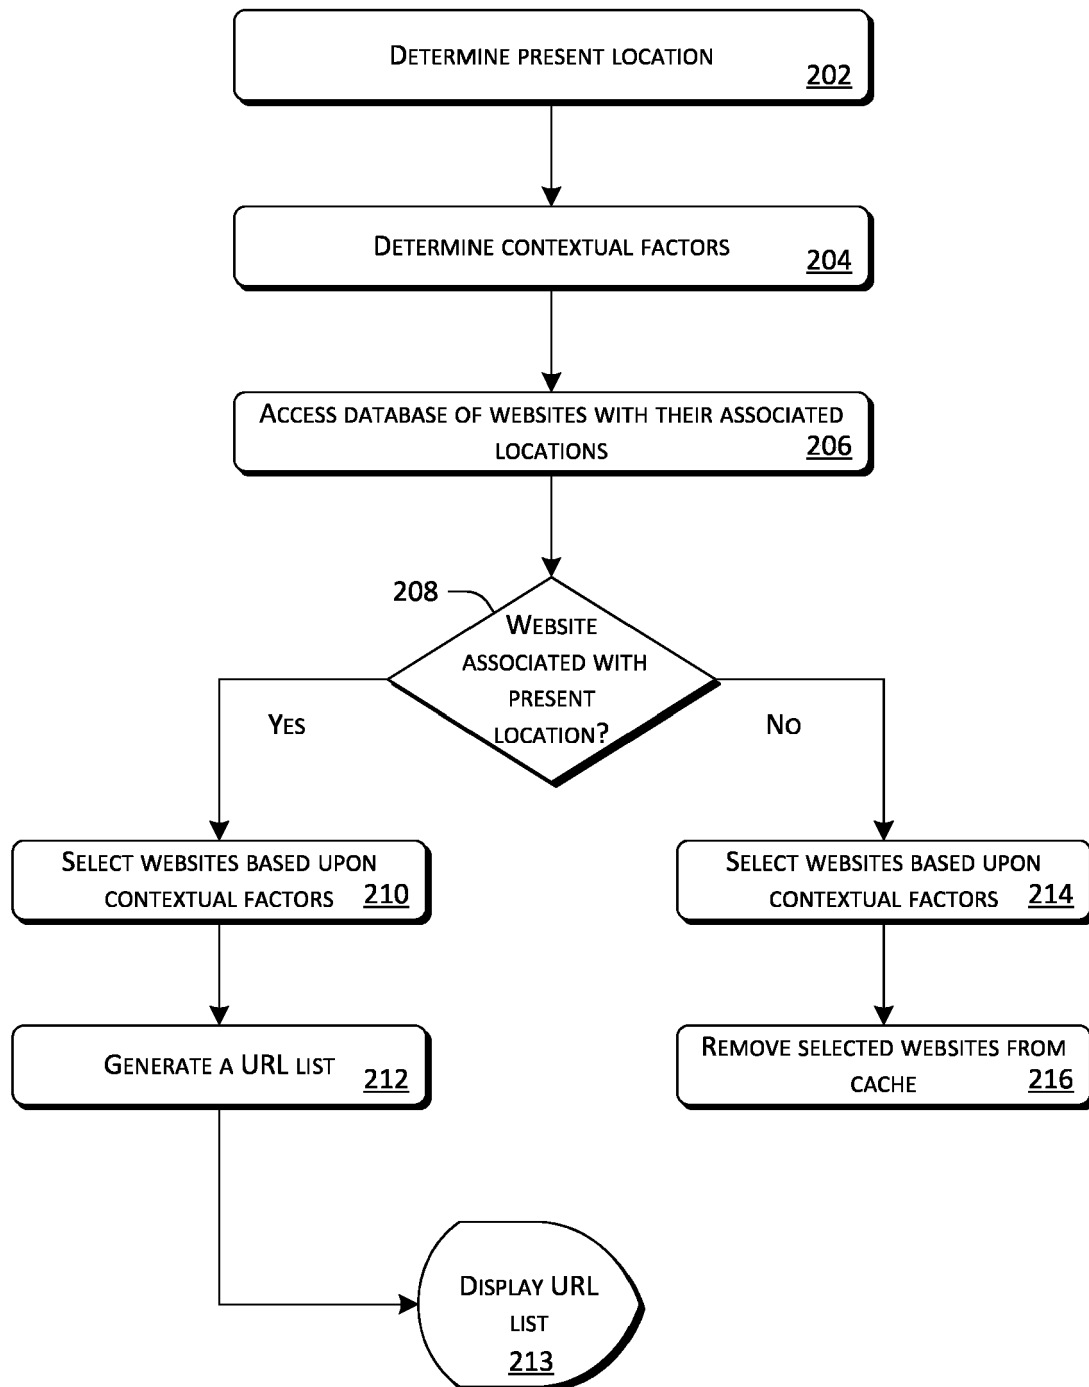 DETERMINE PRESENT LOCATION
202
DETERMINE CONTEXTUAL FACTORS
204
ACCESS DATABASE OF WEBSITES WITH THEIR ASSOCIATED
LOCATIONS
206
208
WEBSITE
ASSOCIATED WITH
PRESENT
LOCATION?
YES
NO
SELECT WEBSITES BASED UPON
CONTEXTUAL FACTORS
210
SELECT WEBSITES BASED UPON
CONTEXTUAL FACTORS
214
GENERATE A URL LIST
212
REMOVE SELECTED WEBSITES FROM
CACHE
216
DISPLAY URL
LIST
213